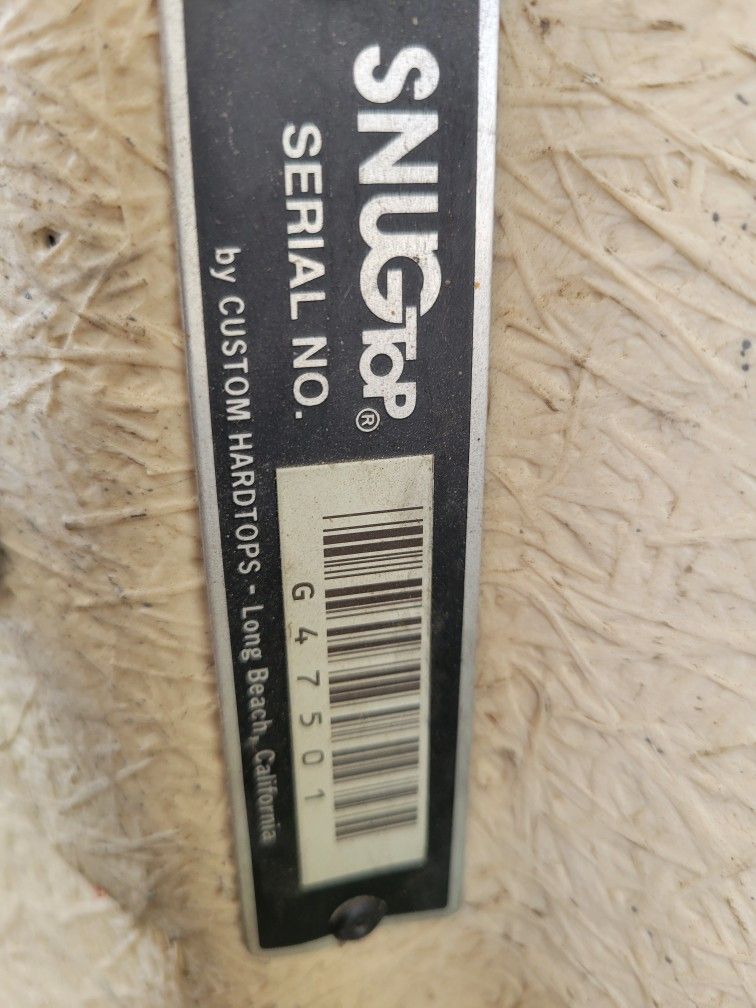 SNUGTOP®
SERIAL NO.
G47501
by CUSTOM HARDTOPS - Long Beach, California